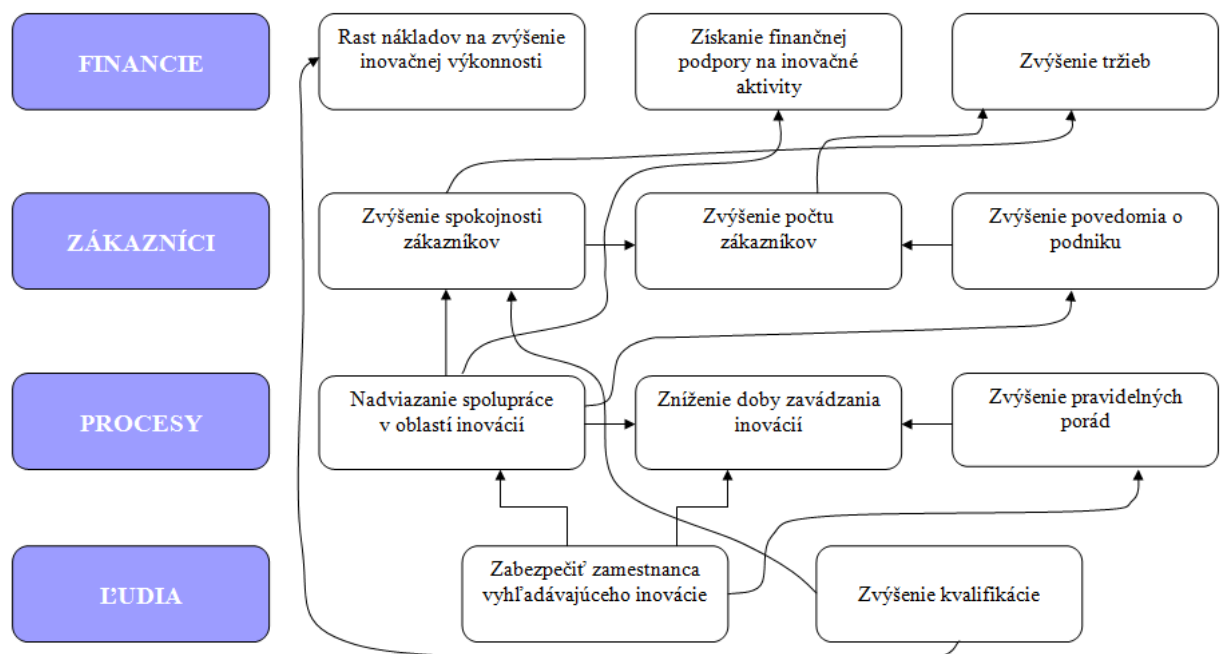 FINANCIE
Rast nákladov na zvýšenie
inovačnej výkonnosti
Získanie finančnej
podpory na inovačné
aktivity
Zvýšenie tržieb
ZÁKAZNÍCI
Zvýšenie spokojnosti
zákazníkov
Zvýšenie počtu
zákazníkov
Zvýšenie povedomia o
podniku
PROCESY
Nadviazanie spolupráce
v oblastí inovácií
Zníženie doby zavádzania
inovácií
Zvýšenie pravidelných
porád
ĽUDIA
Zabezpečiť zamestnanca
vyhľadávajúceho inovácie
Zvýšenie kvalifikácie